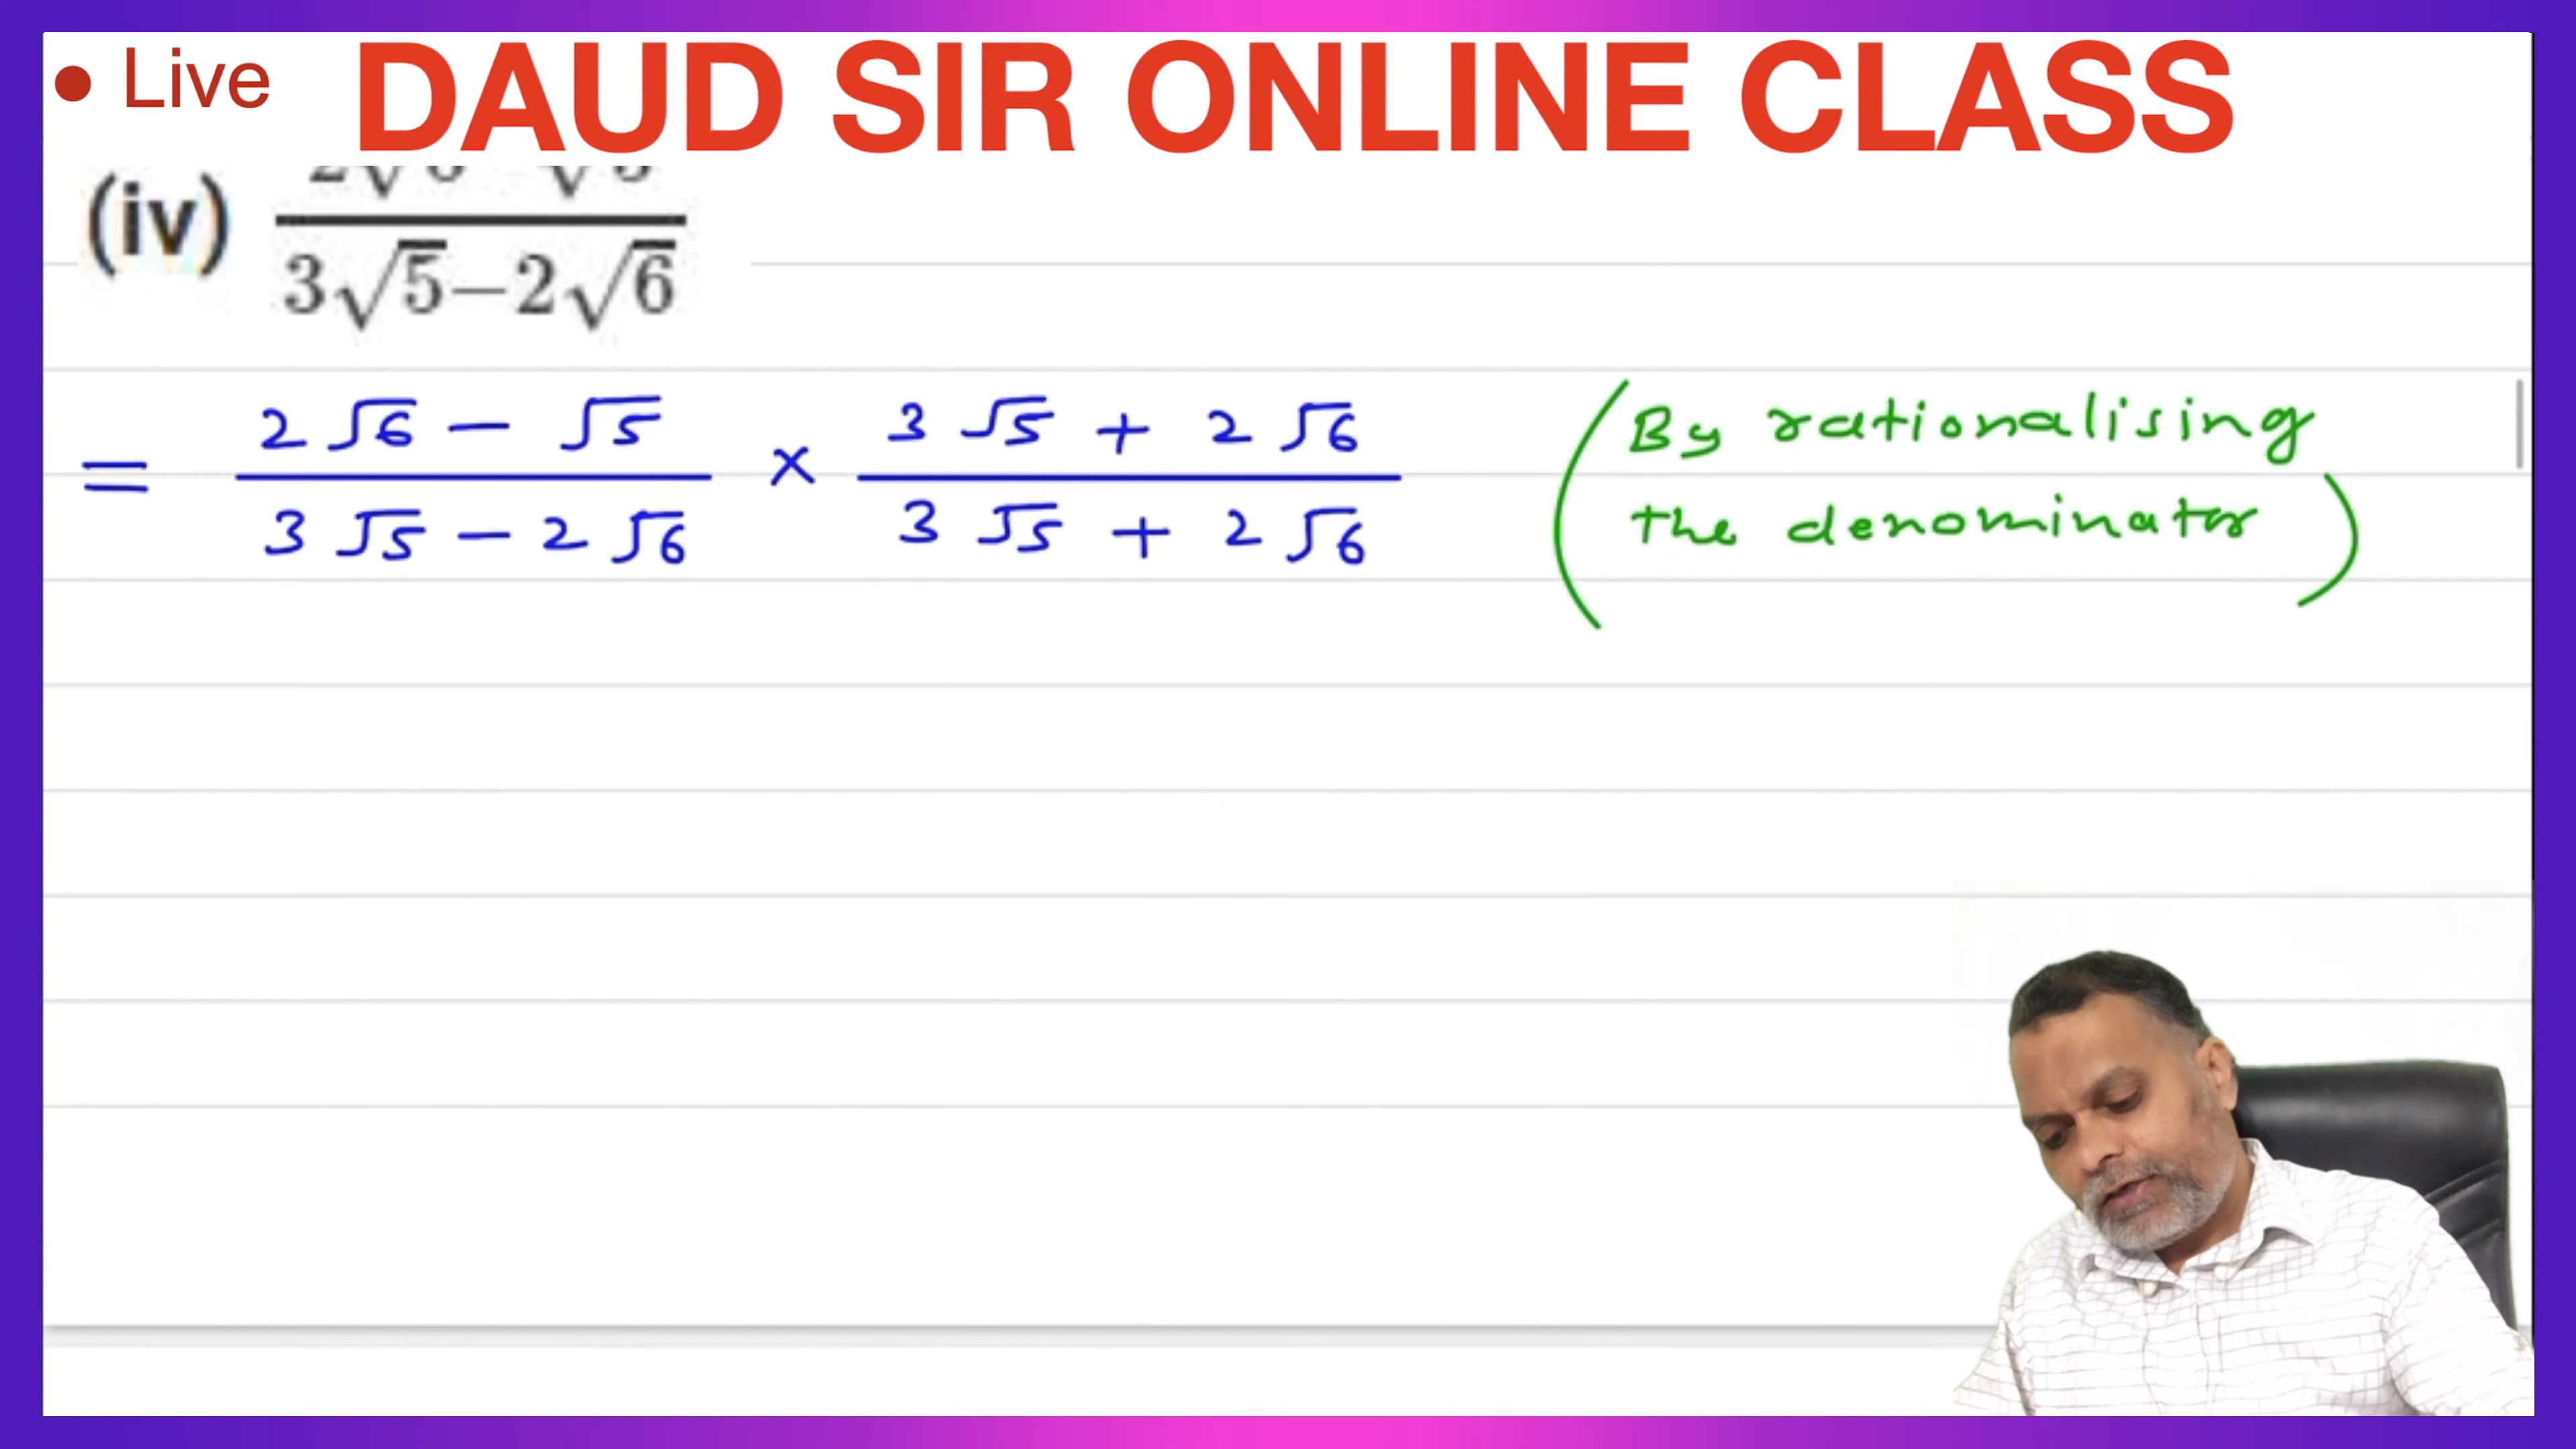 • Live DAUD SIR ONLINE CLASS
(iv) 3√5−2√6
= 2√6 − √5 / 3√5 − 2√6 × 3√5 + 2√6 / 3√5 + 2√6
(By rationalising
the denominator)